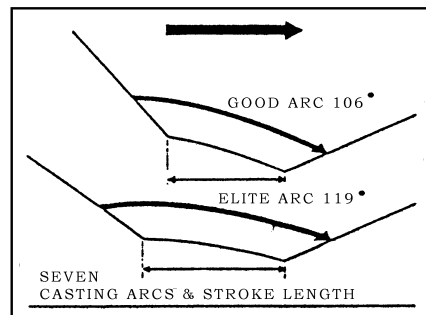 GOOD ARC 106°
ELITE ARC 119°
SEVEN
CASTING ARCS & STROKE LENGTH